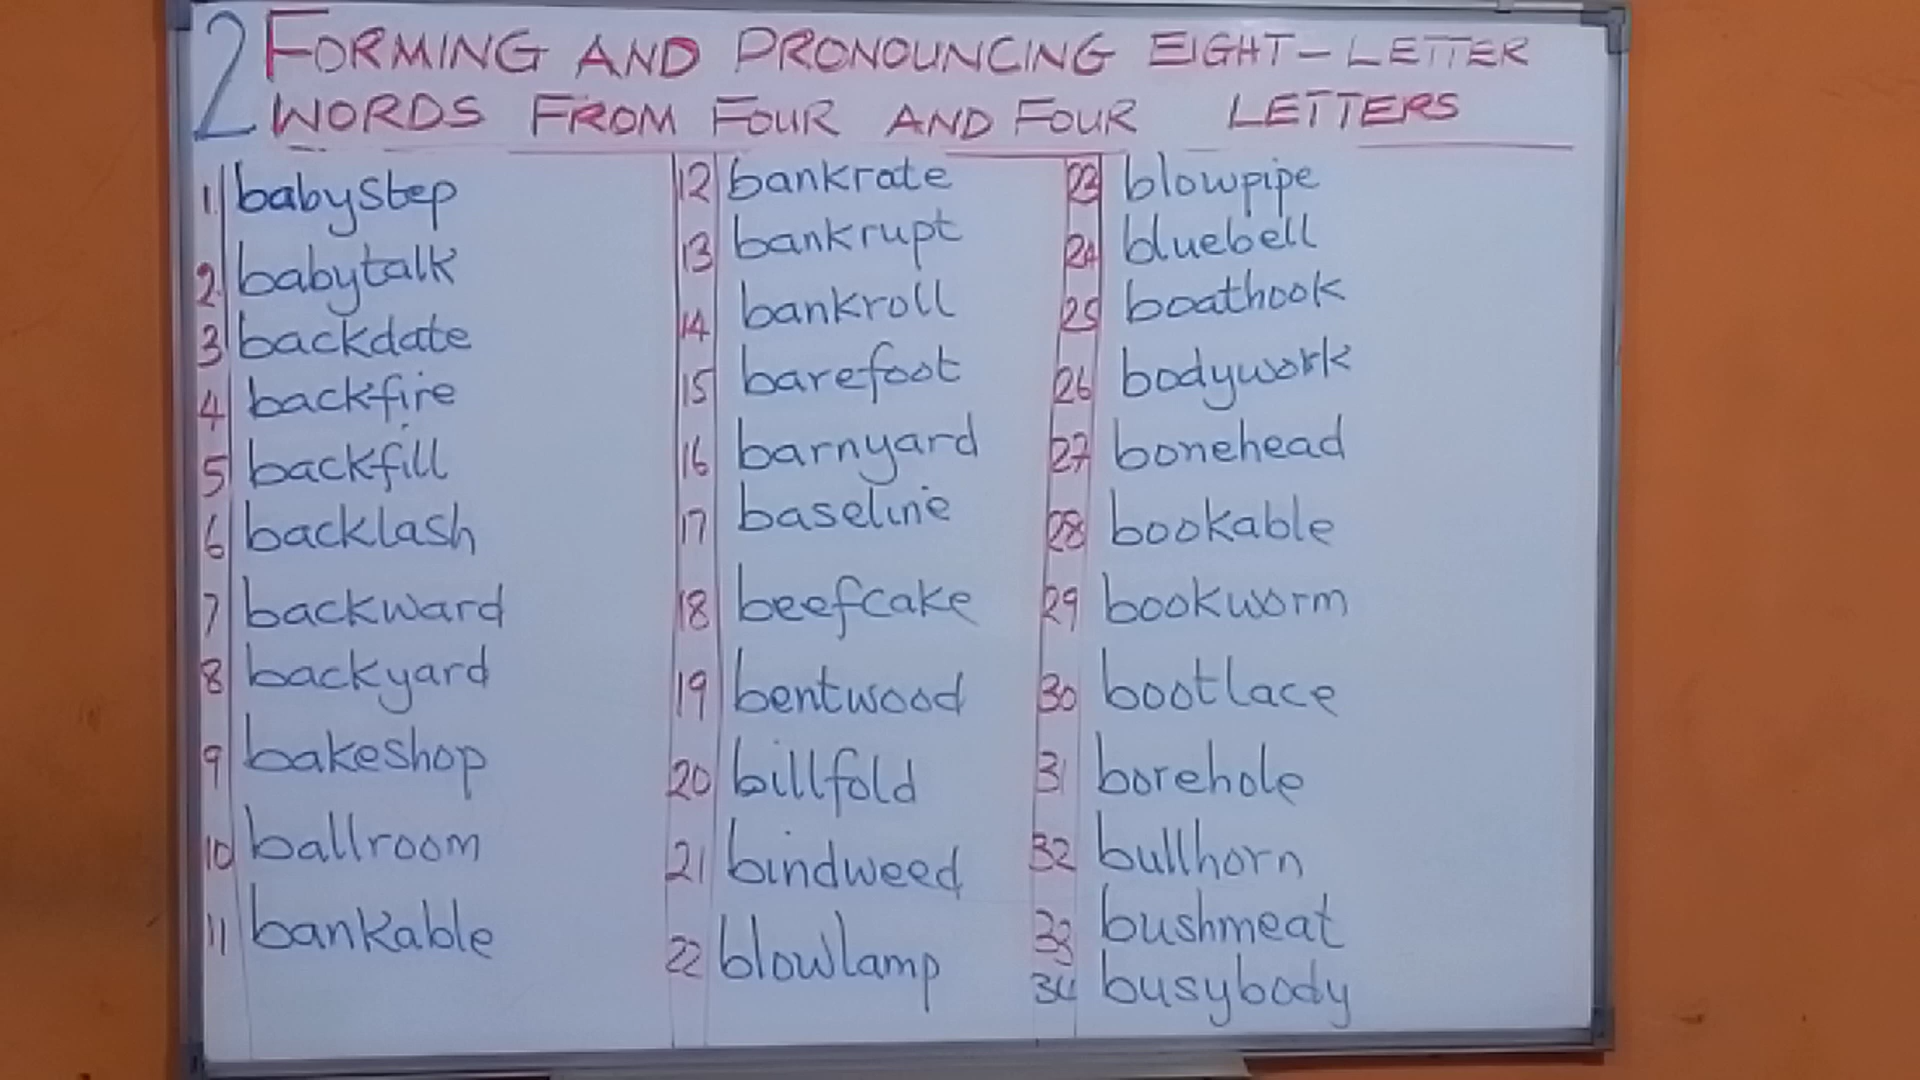 2 FORMING AND PRONOUNCING EIGHT-LETTER
WORDS FROM FOUR AND FOUR LETTERS
1 babystep
2 babytalk
3 backdate
4 backfire
5 backfill
6 backlash
7 backward
8 backyard
9 bakeshop
10 ballroom
11 bankable
12 bankrate
13 bankrupt
14 bankroll
15 barefoot
16 barnyard
17 baseline
18 beefcake
19 bentwood
20 billfold
21 bindweed
22 blowlamp
23 blowpipe
24 bluebell
25 boathook
26 bodywork
27 bonehead
28 bookable
29 bookworm
30 bootlace
31 borehole
32 bullhorn
33 bushmeat
34 busybody